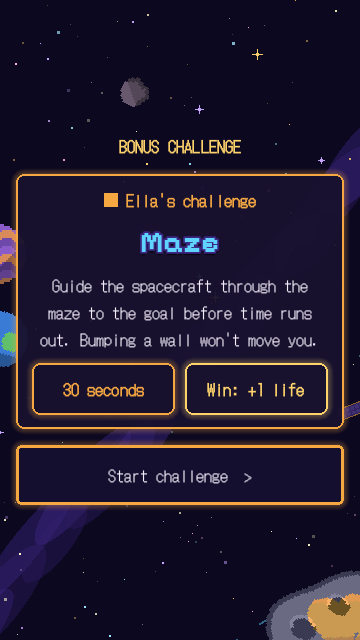 BONUS CHALLENGE
Ella's challenge
Maze
Guide the spacecraft through the
maze to the goal before time runs
out. Bumping a wall won't move you.
30 seconds
Win: +1 life
Start challenge >